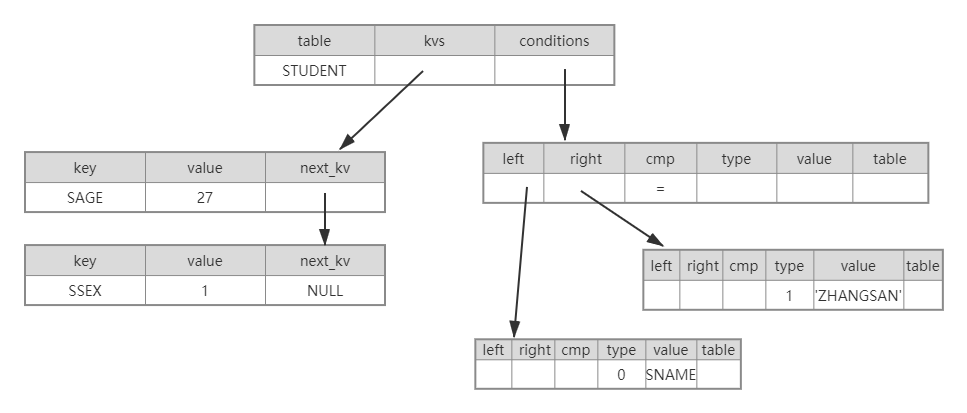 table kvs conditions
STUDENT
key value next_kv
SAGE 27
key value next_kv
SSEX 1 NULL
left right cmp type value table
=
left right cmp type value table
1 'ZHANGSAN'
left right cmp type value table
0 SNAME